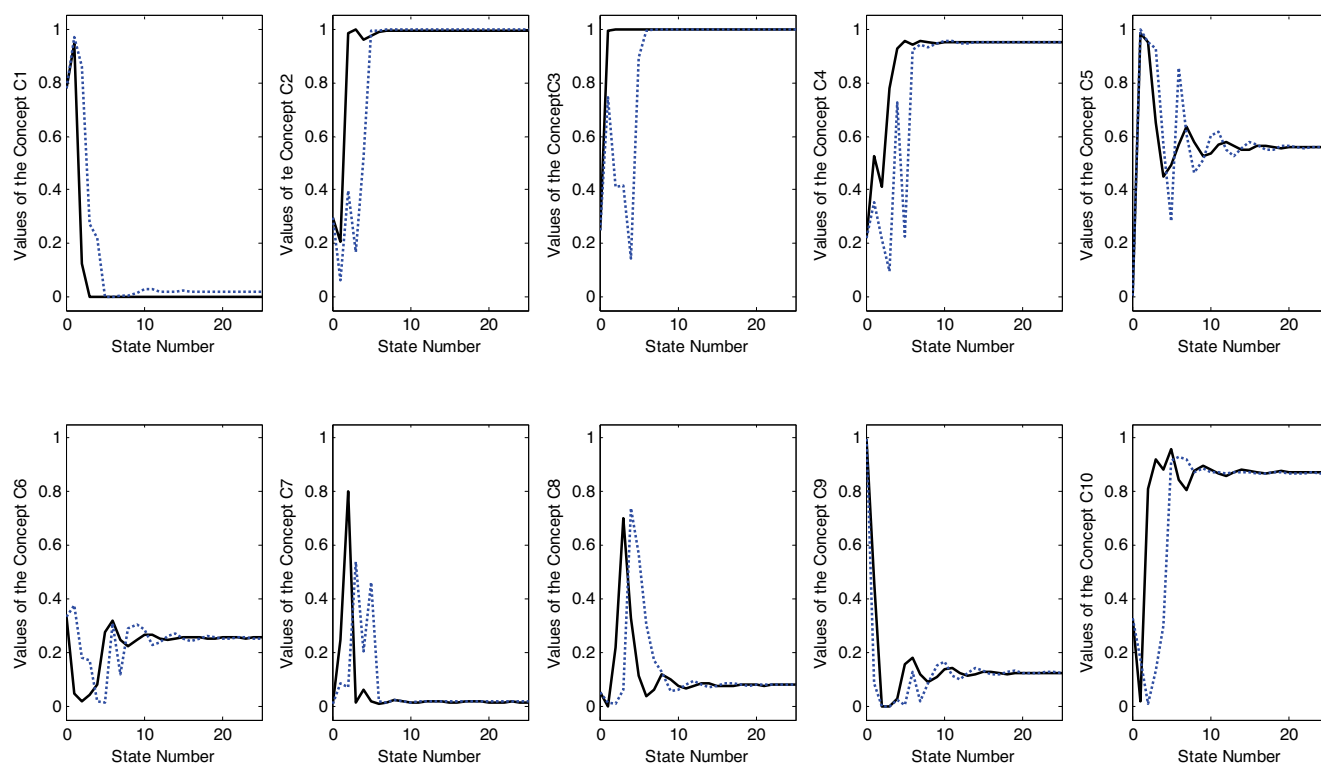 Values of the Concept C1
1
0.8
0.6
0.4
0.2
0
0 10 20
State Number
Values of te Concept C2
1
0.8
0.6
0.4
0.2
0
0 10 20
State Number
Values of the ConceptC3
1
0.8
0.6
0.4
0.2
0
0 10 20
State Number
Values of the Concept C4
1
0.8
0.6
0.4
0.2
0
0 10 20
State Number
Values of the Concept C5
1
0.8
0.6
0.4
0.2
0
0 10 20
State Number
Values of the Concept C6
1
0.8
0.6
0.4
0.2
0
0 10 20
State Number
Values of the Concept C7
1
0.8
0.6
0.4
0.2
0
0 10 20
State Number
Values of the Concept C8
1
0.8
0.6
0.4
0.2
0
0 10 20
State Number
Values of the Concept C9
1
0.8
0.6
0.4
0.2
0
0 10 20
State Number
Values of the Concept C10
1
0.8
0.6
0.4
0.2
0
0 10 20
State Number